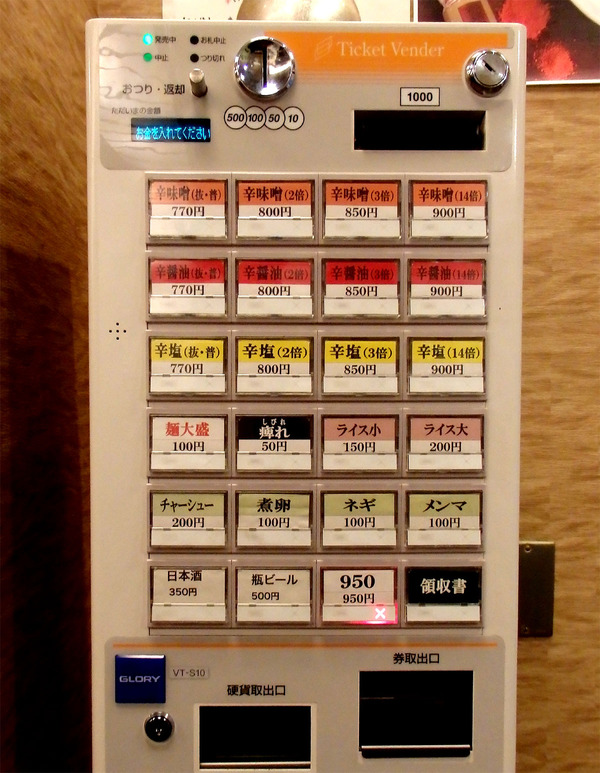 発売中 お札中止
中止 つり切れ
Ticket Vender
おつり・返却
ただいまの金額
お金を入れてください
500 100 50 10
1000
辛味噌(抜・普) 辛味噌(2倍) 辛味噌(3倍) 辛味噌(14倍)
770円 800円 850円 900円
辛醤油(抜・普) 辛醤油(2倍) 辛醤油(3倍) 辛醤油(14倍)
770円 800円 850円 900円
辛塩(抜・普) 辛塩(2倍) 辛塩(3倍) 辛塩(14倍)
770円 800円 850円 900円
しびれ
麺大盛 痺れ ライス小 ライス大
100円 50円 150円 200円
チャーシュー 煮卵 ネギ メンマ
200円 100円 100円 100円
日本酒 瓶ビール 950 領収書
350円 500円 950円
×
GLORY VT-S10
硬貨取出口
券取出口